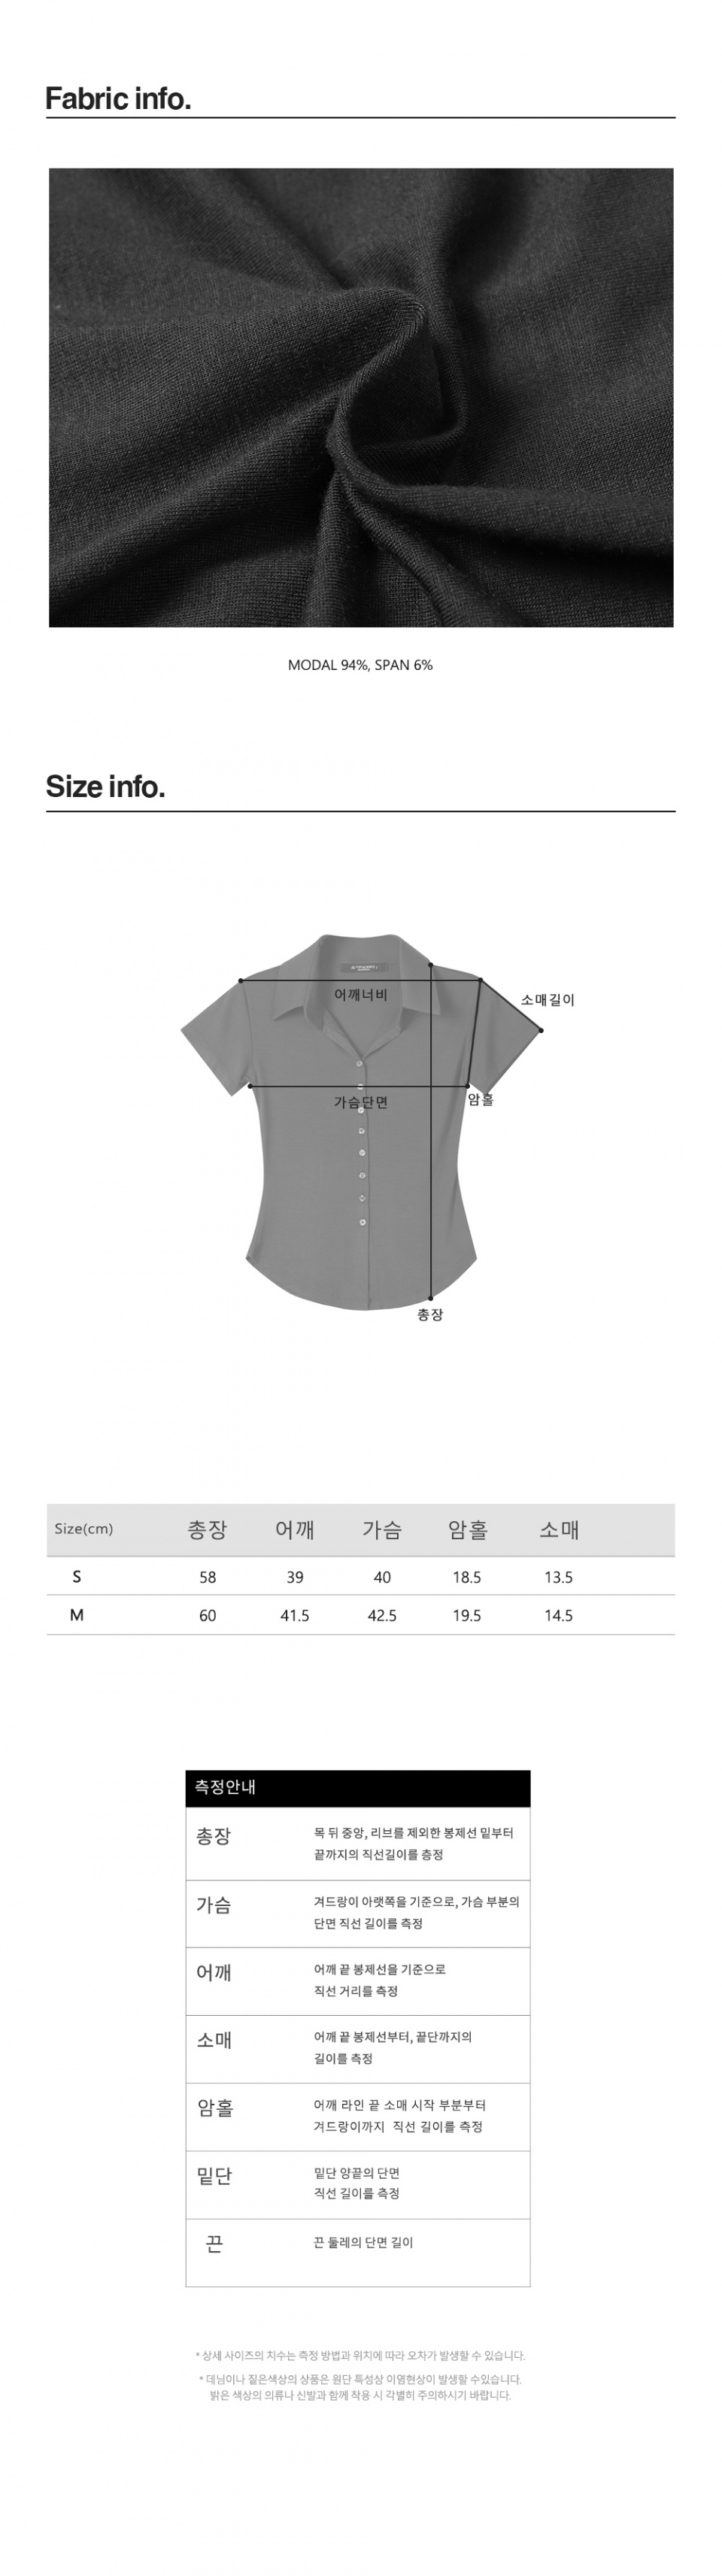 Fabric info.
MODAL 94%, SPAN 6%
Size info.
어깨너비
소매길이
가슴단면
암홀
총장
Size(cm) 총장 어깨 가슴 암홀 소매
S 58 39 40 18.5 13.5
M 60 41.5 42.5 19.5 14.5
측정안내
총장 목 뒤 중앙, 리브를 제외한 봉제선 밑부터
끝까지의 직선길이를 층정
가슴 겨드랑이 아랫쪽을 기준으로, 가슴 부분의
단면 직선 길이를 측정
어깨 어깨 끝 봉제선을 기준으로
직선 거리를 측정
소매 어깨 끝 봉제선부터, 끝단까지의
길이를 측정
암홀 어깨 라인 끝 소매 시작 부분부터
겨드랑이까지 직선 길이를 측정
밑단 밑단 양끝의 단면
직선 길이를 측정
끈 끈 둘레의 단면 길이
* 상세 사이즈의 치수는 측정 방법과 위치에 따라 오차가 발생할 수 있습니다.
* 데님이나 짙은색상의 상품은 원단 특성상 이염현상이 발생할 수있습니다.
밝은 색상의 의류나 신발과 함께 착용 시 각별히 주의하시기 바랍니다.